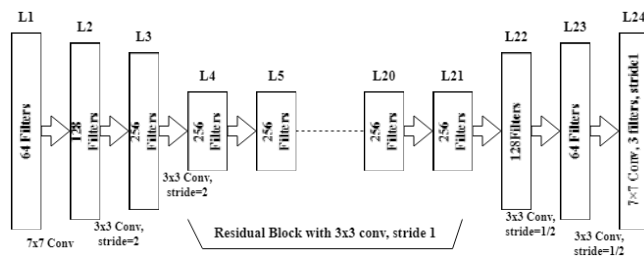 L1
L2
L3
L4
L5
L20
L21
L22
L23
L24
64 Filters
128
Filters
256
Filters
256
Filters
256
Filters
256
Filters
256
Filters
128Filters
64 Filters
7×7 Conv, 3 filters, stride1
7x7 Conv
3x3 Conv,
stride=2
3x3 Conv,
stride=2
Residual Block with 3x3 conv, stride 1
3x3 Conv,
stride=1/2
3x3 Conv,
stride=1/2